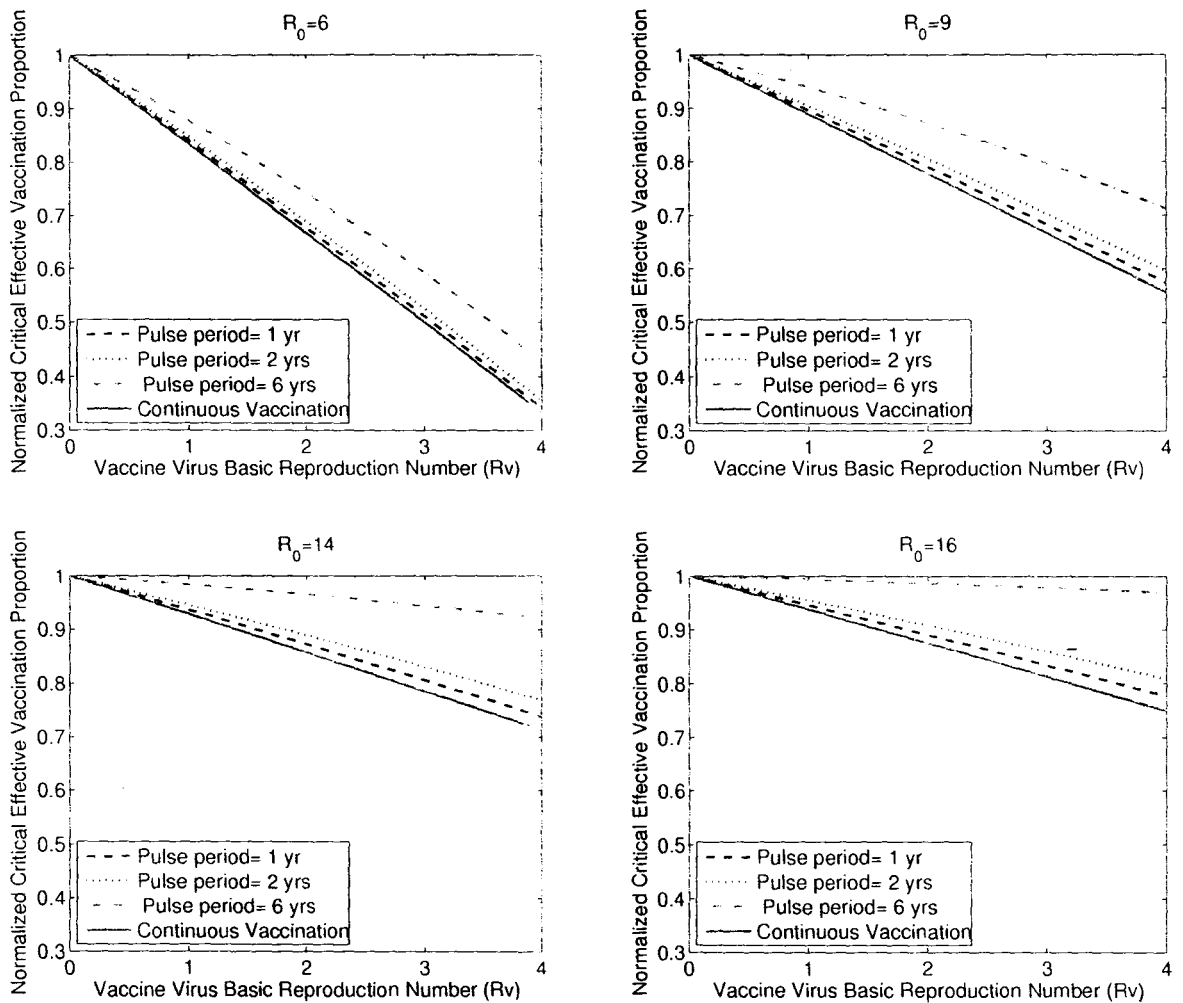 R0=6
Normalized Critical Effective Vaccination Proportion
1
0.9
0.8
0.7
0.6
0.5
0.4
0.3
Pulse period= 1 yr
Pulse period= 2 yrs
Pulse period= 6 yrs
Continuous Vaccination
0 1 2 3 4
Vaccine Virus Basic Reproduction Number (Rv)
R0=9
Normalized Critical Effective Vaccination Proportion
1
0.9
0.8
0.7
0.6
0.5
0.4
0.3
Pulse period= 1 yr
Pulse period= 2 yrs
Pulse period= 6 yrs
Continuous Vaccination
0 1 2 3 4
Vaccine Virus Basic Reproduction Number (Rv)
R0=14
Normalized Critical Effective Vaccination Proportion
1
0.9
0.8
0.7
0.6
0.5
0.4
0.3
Pulse period= 1 yr
Pulse period= 2 yrs
Pulse period= 6 yrs
Continuous Vaccination
0 1 2 3 4
Vaccine Virus Basic Reproduction Number (Rv)
R0=16
Normalized Critical Effective Vaccination Proportion
1
0.9
0.8
0.7
0.6
0.5
0.4
0.3
Pulse period= 1 yr
Pulse period= 2 yrs
Pulse period= 6 yrs
Continuous Vaccination
0 1 2 3 4
Vaccine Virus Basic Reproduction Number (Rv)